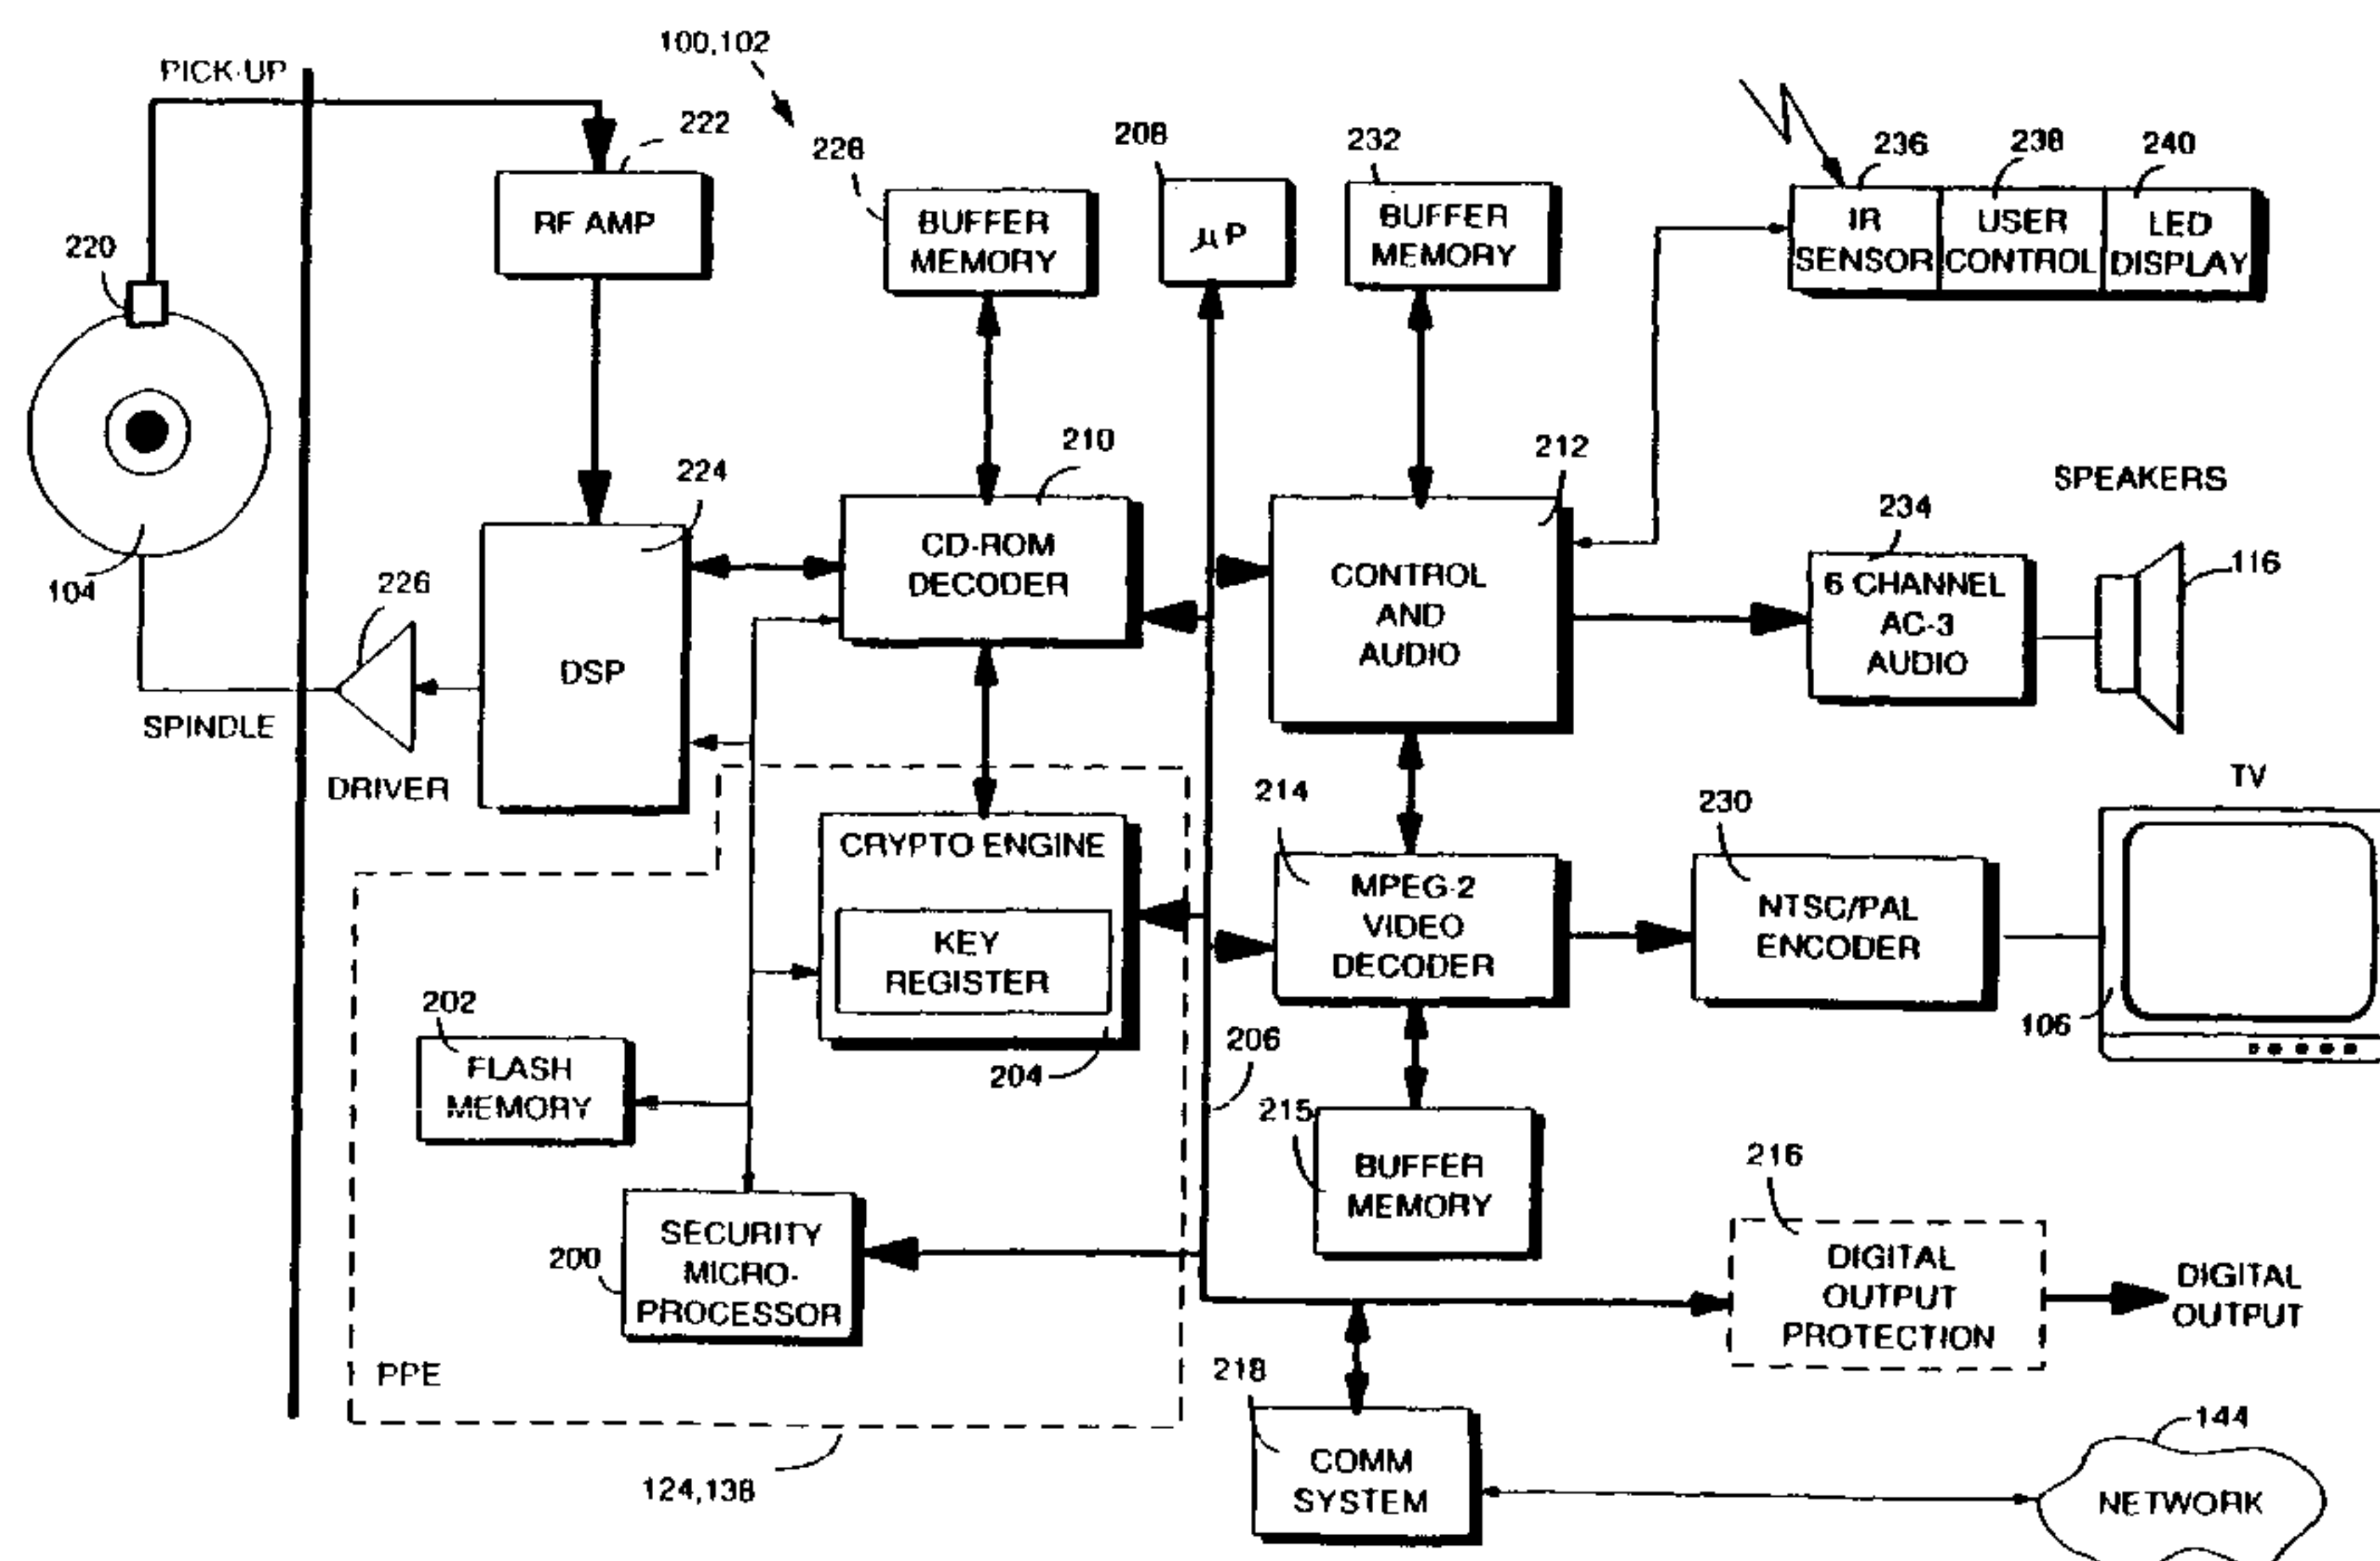 100,102
PICK-UP
222
208
232
236
238
240
228
RF AMP
BUFFER
MEMORY
μP
BUFFER
MEMORY
IR
SENSOR
USER
CONTROL
LED
DISPLAY
220
210
212
224
SPEAKERS
234
CD-ROM
DECODER
CONTROL
AND
AUDIO
6 CHANNEL
AC-3
AUDIO
116
104
226
DSP
SPINDLE
DRIVER
214
230
TV
CRYPTO ENGINE
KEY
REGISTER
MPEG-2
VIDEO
DECODER
NTSC/PAL
ENCODER
202
106
204
206
FLASH
MEMORY
215
BUFFER
MEMORY
216
200
SECURITY
MICRO-
PROCESSOR
DIGITAL
OUTPUT
PROTECTION
DIGITAL
OUTPUT
PPE
218
144
124,138
COMM
SYSTEM
NETWORK